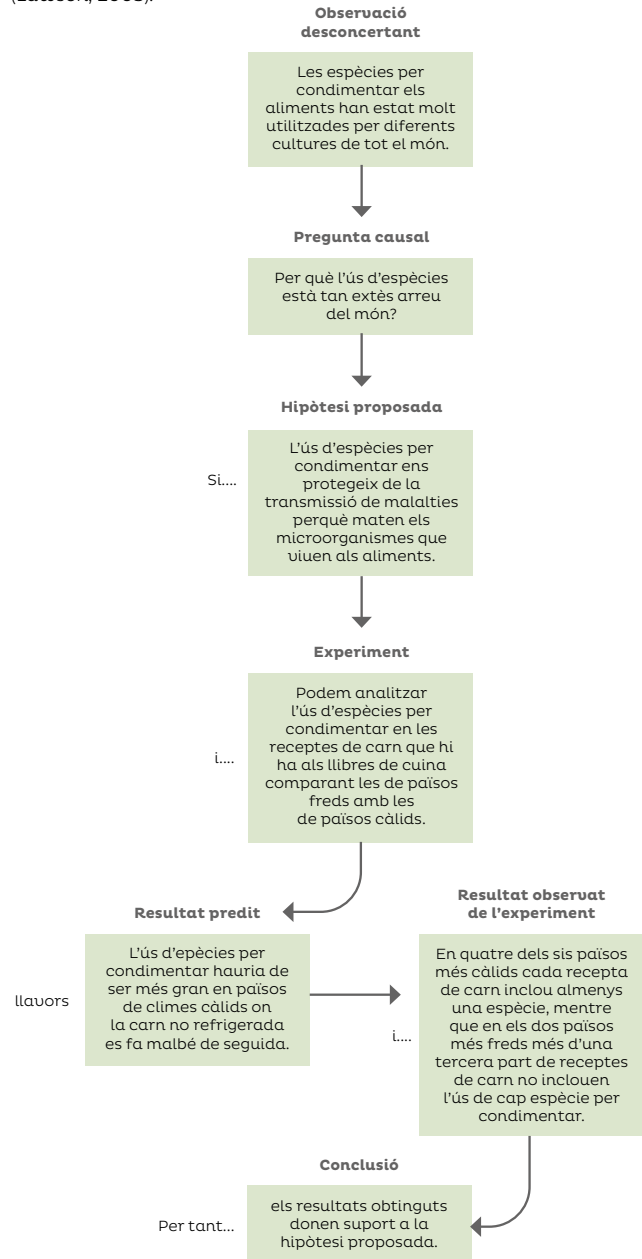 Observació
desconcertant
Les espècies per
condimentar els
aliments han estat molt
utilitzades per diferents
cultures de tot el món.
Pregunta causal
Per què l'ús d'espècies
està tan extès arreu
del món?
Hipòtesi proposada
Si....
L'ús d'espècies per
condimentar ens
protegeix de la
transmissió de malalties
perquè maten els
microorganismes que
viuen als aliments.
Experiment
i....
Podem analitzar
l'ús d'espècies per
condimentar en les
receptes de carn que hi
ha als llibres de cuina
comparant les de països
freds amb les
de països càlids.
Resultat predit
llavors
L'ús d'epècies per
condimentar hauria de
ser més gran en països
de climes càlids on
la carn no refrigerada
es fa malbé de seguida.
Resultat observat
de l'experiment
i....
En quatre dels sis països
més càlids cada recepta
de carn inclou almenys
una espècie, mentre
que en els dos països
més freds més d'una
tercera part de receptes
de carn no inclouen
l'ús de cap espècie per
condimentar.
Conclusió
Per tant...
els resultats obtinguts
donen suport a la
hipòtesi proposada.